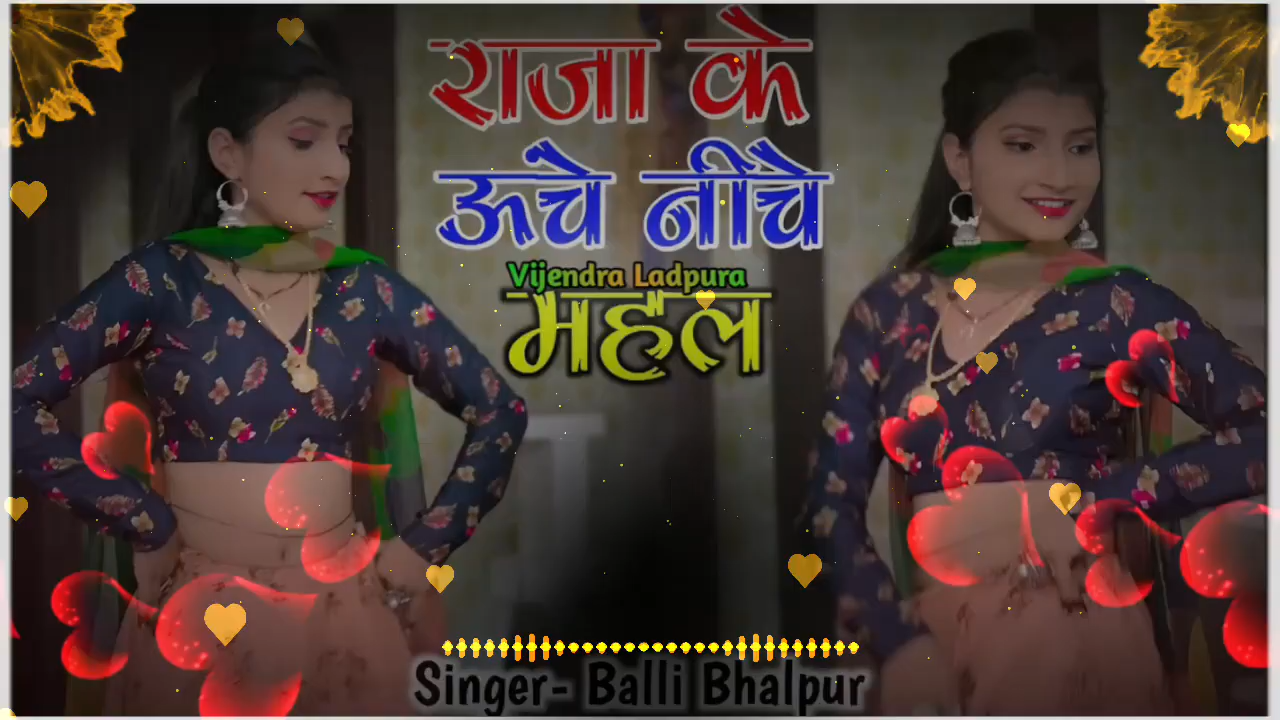 राजा के
ऊचे नीचे
Vijendra Ladpura
महल
Singer- Balli Bhalpur